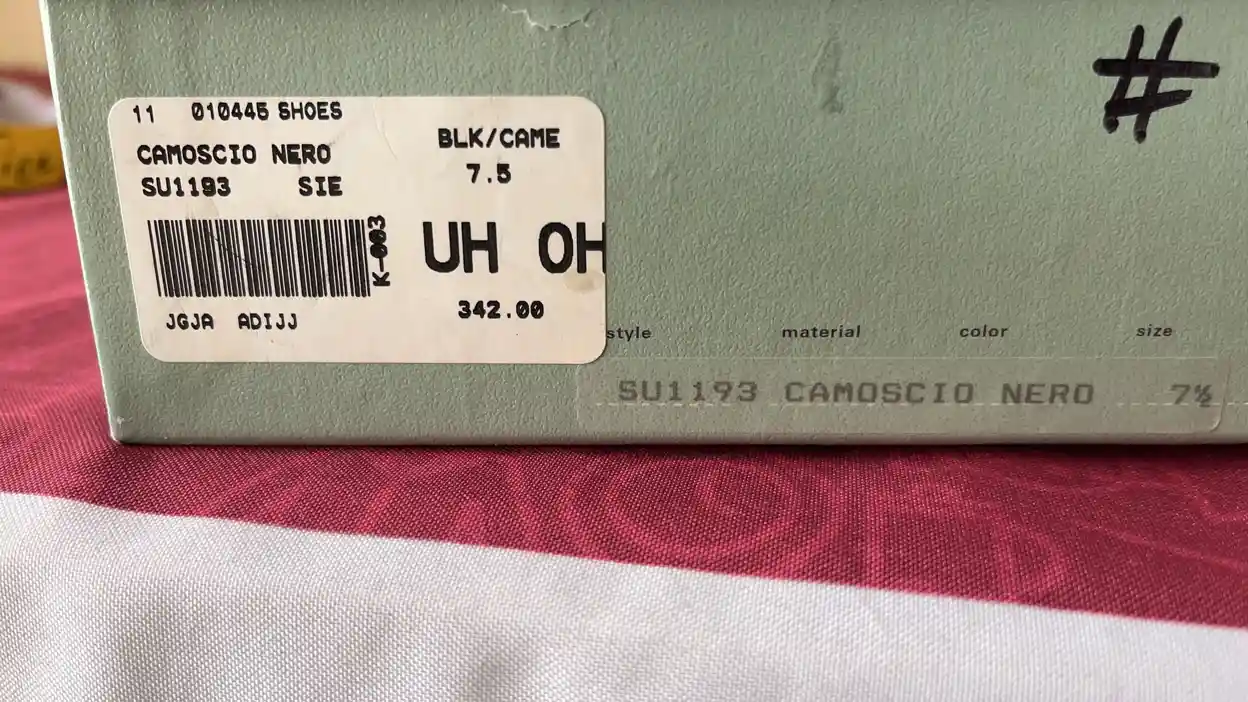 #
11 010445 SHOES
CAMOSCIO NERO
SU1193 SIE
BLK/CAME
7.5
K-003
UH OH
342.00
JGJA ADIJJ
style material color size
SU1193 CAMOSCIO NERO 7½